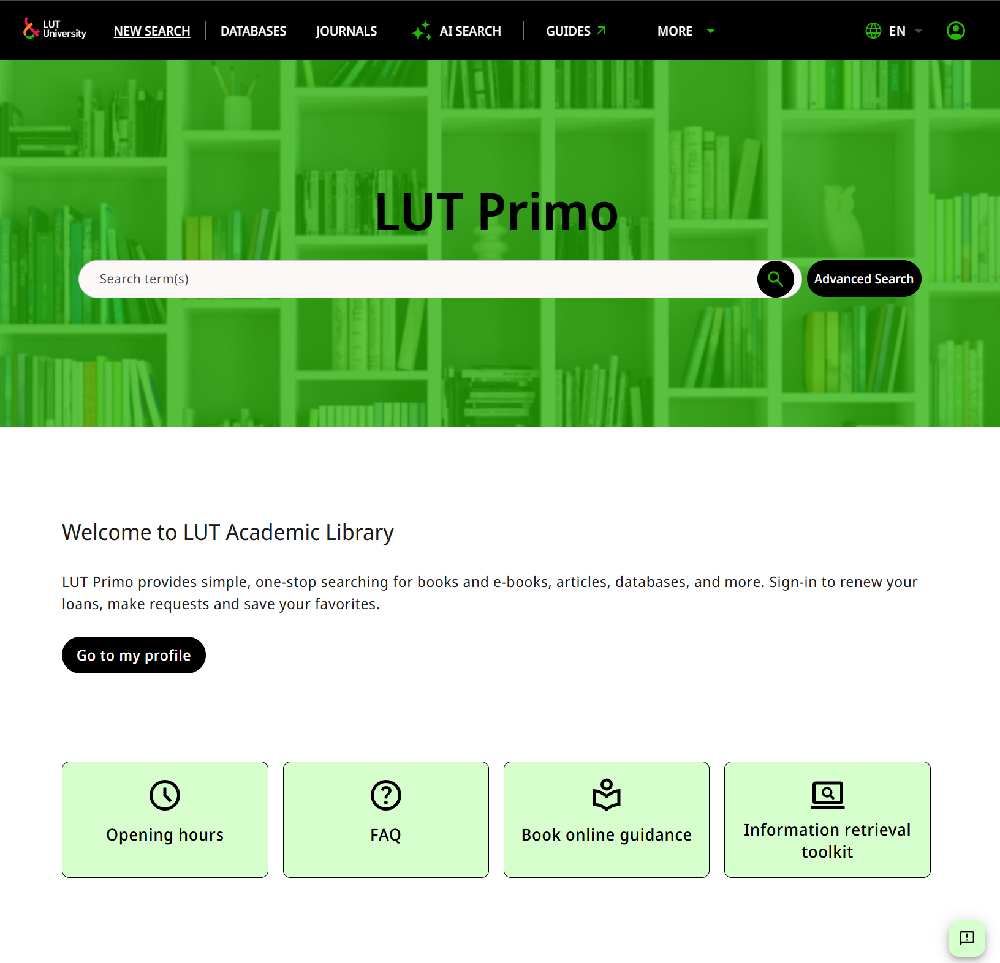 LUT
University
NEW SEARCH
DATABASES
JOURNALS
AI SEARCH
GUIDES
MORE
EN
LUT Primo
Search term(s)
Advanced Search
Welcome to LUT Academic Library
LUT Primo provides simple, one-stop searching for books and e-books, articles, databases, and more. Sign-in to renew your
loans, make requests and save your favorites.
Go to my profile
Opening hours
FAQ
Book online guidance
Information retrieval
toolkit